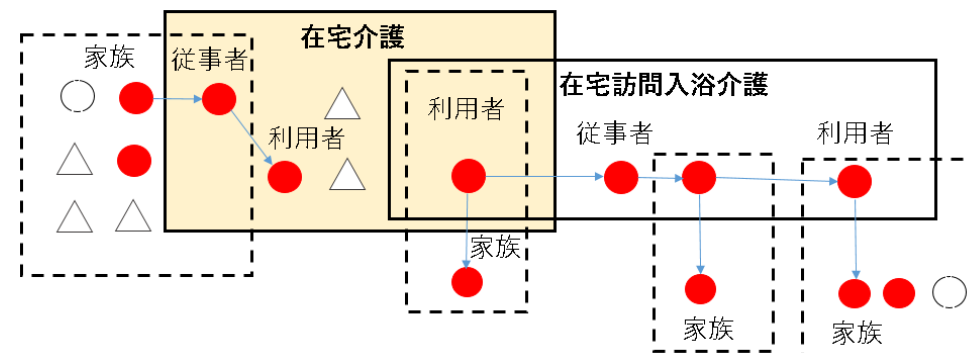 在宅介護
家族
従事者
利用者
利用者
在宅訪問入浴介護
従事者
利用者
家族
家族
家族